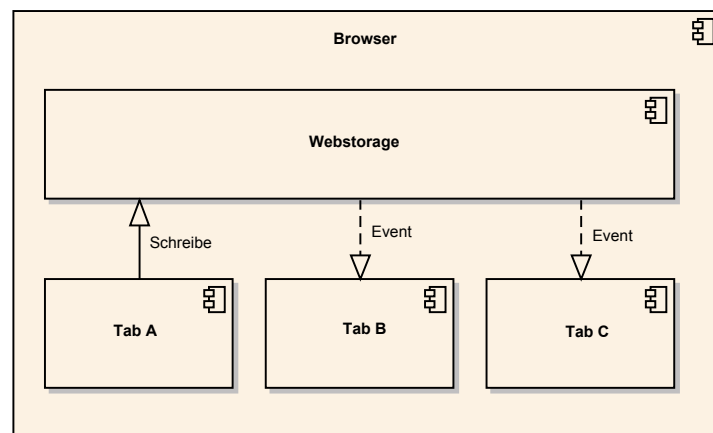 Browser
Webstorage
Schreibe
Event
Event
Tab A
Tab B
Tab C